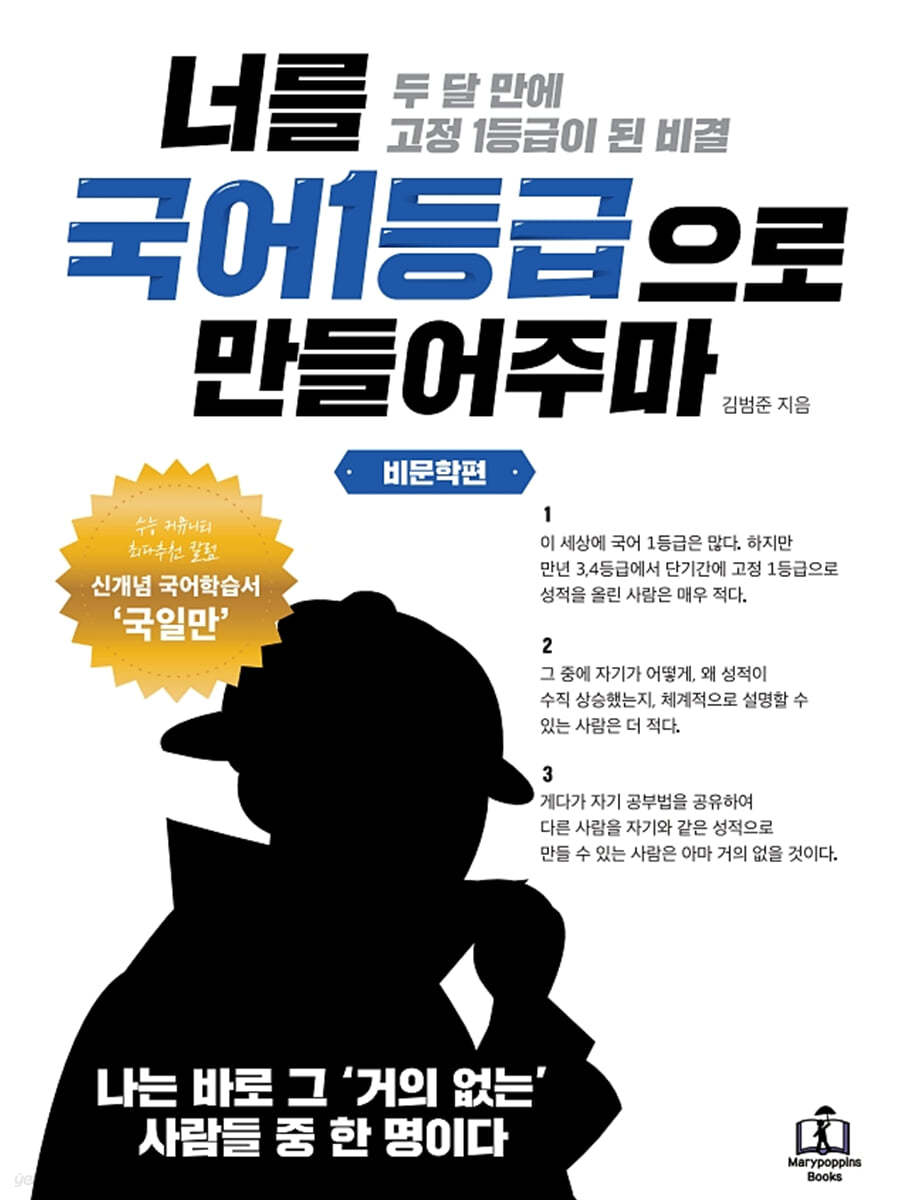 너를
두 달 만에
고정 1등급이 된 비결
국어1등급으로
만들어주마
김범준 지음
비문학편
수능 커뮤니티
최다추천 칼럼
신개념 국어학습서
‘국일만’
1
이 세상에 국어 1등급은 많다. 하지만
만년 3,4등급에서 단기간에 고정 1등급으로
성적을 올린 사람은 매우 적다.
2
그 중에 자기가 어떻게, 왜 성적이
수직 상승했는지, 체계적으로 설명할 수
있는 사람은 더 적다.
3
게다가 자기 공부법을 공유하여
다른 사람을 자기와 같은 성적으로
만들 수 있는 사람은 아마 거의 없을 것이다.
나는 바로 그 ‘거의 없는’
사람들 중 한 명이다
Marypoppins
Books